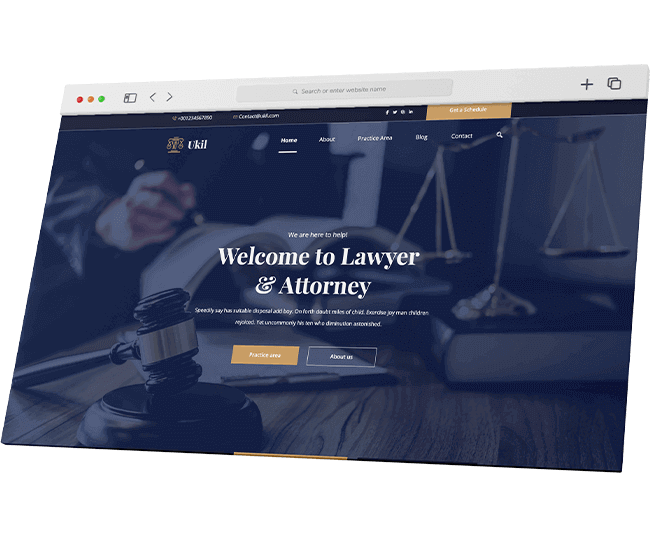 Search or enter website name
+001234567890
Contact@ukil.com
Get a Schedule
Ukil
Home
About
Practice Area
Blog
Contact
We are here to help!
Welcome to Lawyer
& Attorney
Speedily say has suitable disposal add boy. On forth doubt miles of child. Exercise joy man children
rejoiced. Yet uncommonly his ten who diminution astonished.
Practice area
About us